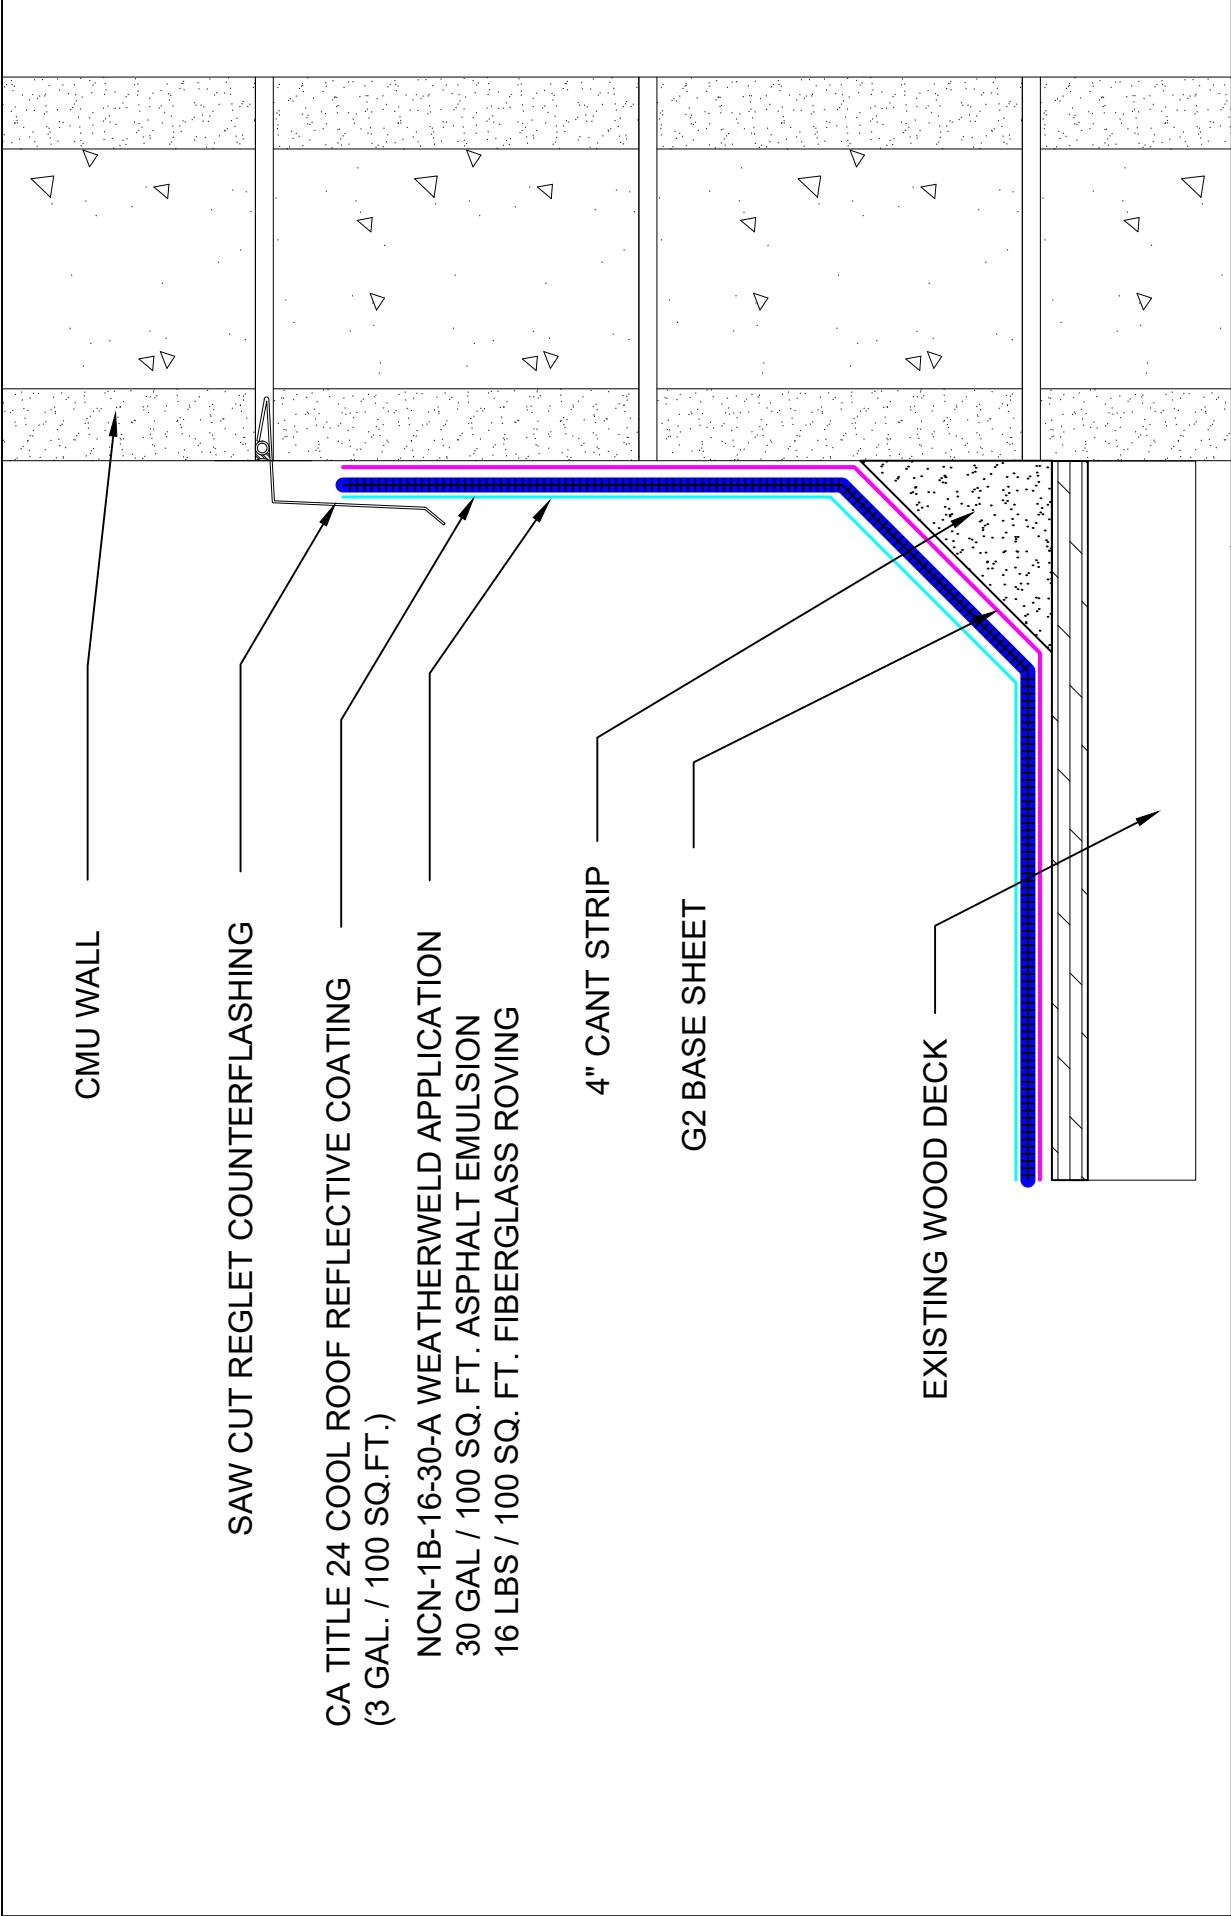 CMU WALL
SAW CUT REGLET COUNTERFLASHING
CA TITLE 24 COOL ROOF REFLECTIVE COATING
(3 GAL. / 100 SQ.FT.)
NCN-1B-16-30-A WEATHERWELD APPLICATION
30 GAL / 100 SQ. FT. ASPHALT EMULSION
16 LBS / 100 SQ. FT. FIBERGLASS ROVING
4" CANT STRIP
G2 BASE SHEET
EXISTING WOOD DECK